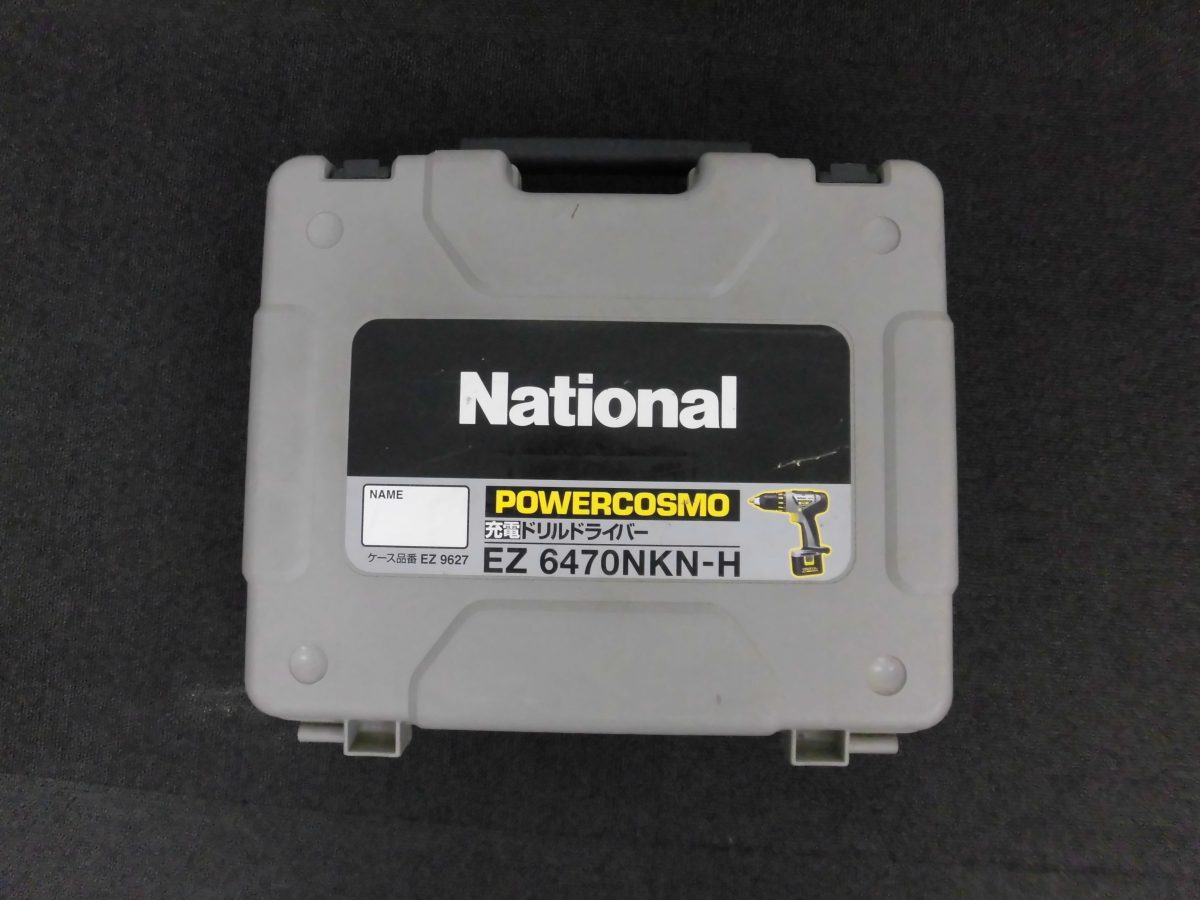 National
NAME
POWERCOSMO
充電ドリルドライバー
ケース品番 EZ 9627
EZ 6470NKN-H